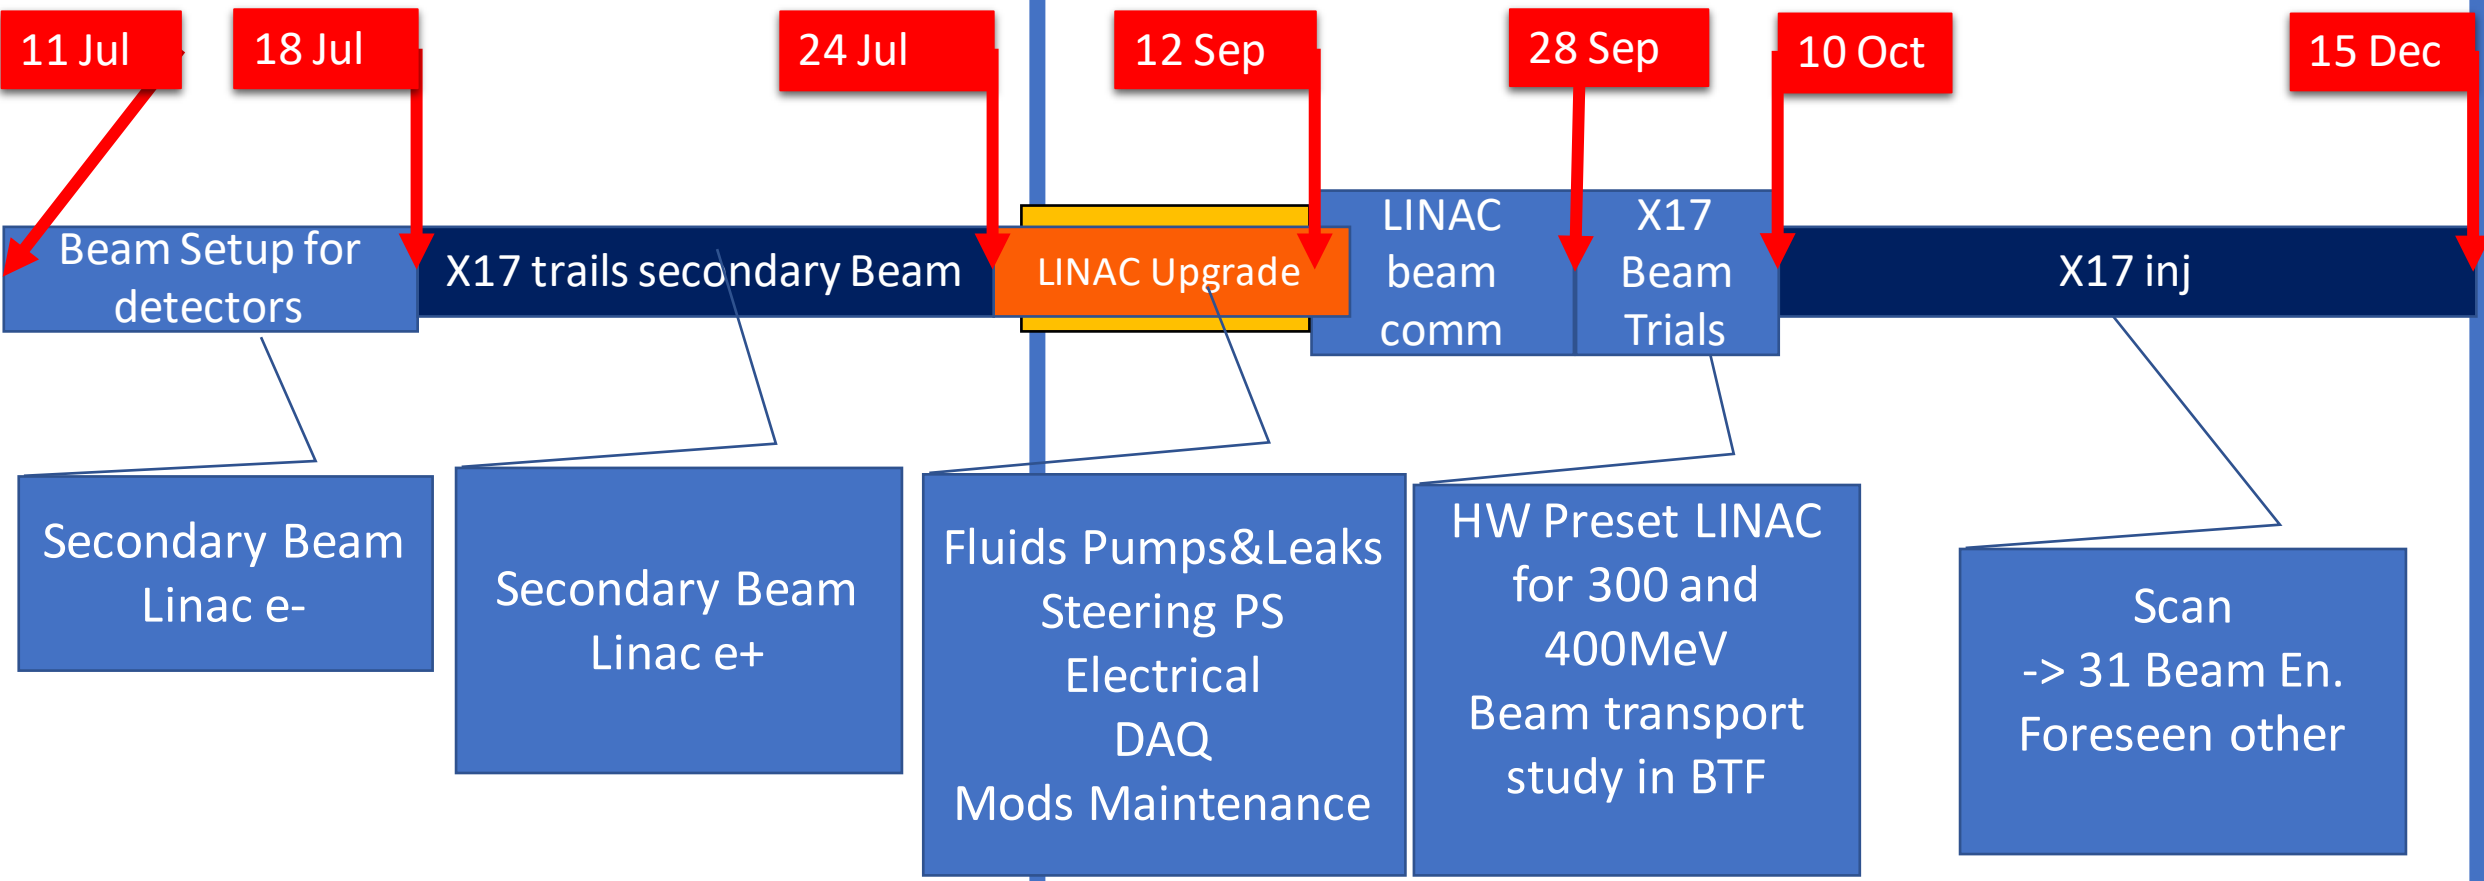 11 Jul
18 Jul
24 Jul
12 Sep
28 Sep
10 Oct
15 Dec
Beam Setup for
detectors
X17 trails secondary Beam
LINAC Upgrade
LINAC
beam
comm
X17
Beam
Trials
X17 inj
Secondary Beam
Linac e-
Secondary Beam
Linac e+
Fluids Pumps&Leaks
Steering PS
Electrical
DAQ
Mods Maintenance
HW Preset LINAC
for 300 and
400MeV
Beam transport
study in BTF
Scan
-> 31 Beam En.
Foreseen other